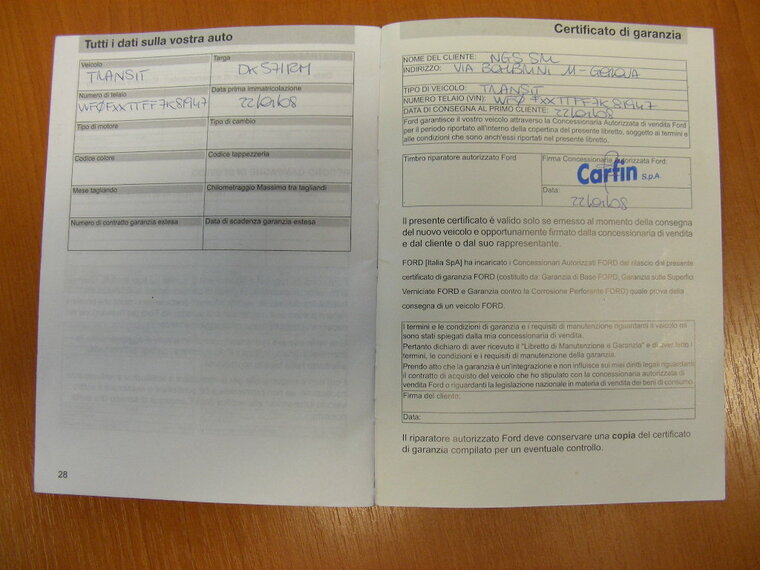 Tutti i dati sulla vostra auto
Veicolo
TRANSIT
Targa
DK571RM
Numero di telaio
WFØFXXTTFF7K81947
Data prima immatricolazione
22/01/08
Tipo di motore
Tipo di cambio
Codice colore
Codice tappezzeria
Mese tagliando
Chilometraggio Massimo tra tagliandi
Numero di contratto garanzia estesa
Data di scadenza garanzia estesa
28
Certificato di garanzia
NOME DEL CLIENTE: NGS
INDIRIZZO: VIA - GENOVA
TIPO DI VEICOLO: TRANSIT
NUMERO TELAIO (VIN): WFØFXXTTFF7K81947
DATA DI CONSEGNA AL PRIMO CLIENTE: 22/01/08
Ford garantisce il vostro veicolo attraverso la Concessionaria Autorizzata di vendita Ford
per il periodo riportato all'interno della copertina del presente libretto, soggetto ai termini e
alle condizioni che sono anch'essi riportati nel presente libretto.
Timbro riparatore autorizzato Ford
Firma Concessionaria Autorizzata Ford:
Carfin S.p.A.
Data:
22/01/08
Il presente certificato è valido solo se emesso al momento della consegna
del nuovo veicolo e opportunamente firmato dalla concessionaria di vendita
e dal cliente o dal suo rappresentante.
FORD [Italia SpA] ha incaricato i Concessionari Autorizzati FORD del rilascio del presente
certificato di garanzia FORD (costituito da: Garanzia di Base FORD, Garanzia sulle Superfici
Verniciate FORD e Garanzia contro la Corrosione Perforante FORD) quale prova della
consegna di un veicolo FORD.
I termini e le condizioni di garanzia e i requisiti di manutenzione riguardanti il veicolo mi
sono stati spiegati dalla mia concessionaria di vendita.
Pertanto dichiaro di aver ricevuto il "Libretto di Manutenzione e Garanzia" e di aver letto i
termini, le condizioni e i requisiti di manutenzione della garanzia.
Prendo atto che la garanzia è un'integrazione e non influisce sui miei diritti legali riguardanti
il contratto di acquisto del veicolo che ho stipulato con la concessionaria autorizzata di
vendita Ford o riguardanti la legislazione nazionale in materia di vendita dei beni di consumo.
Firma del cliente:
Data:
Il riparatore autorizzato Ford deve conservare una copia del certificato
di garanzia compilato per un eventuale controllo.